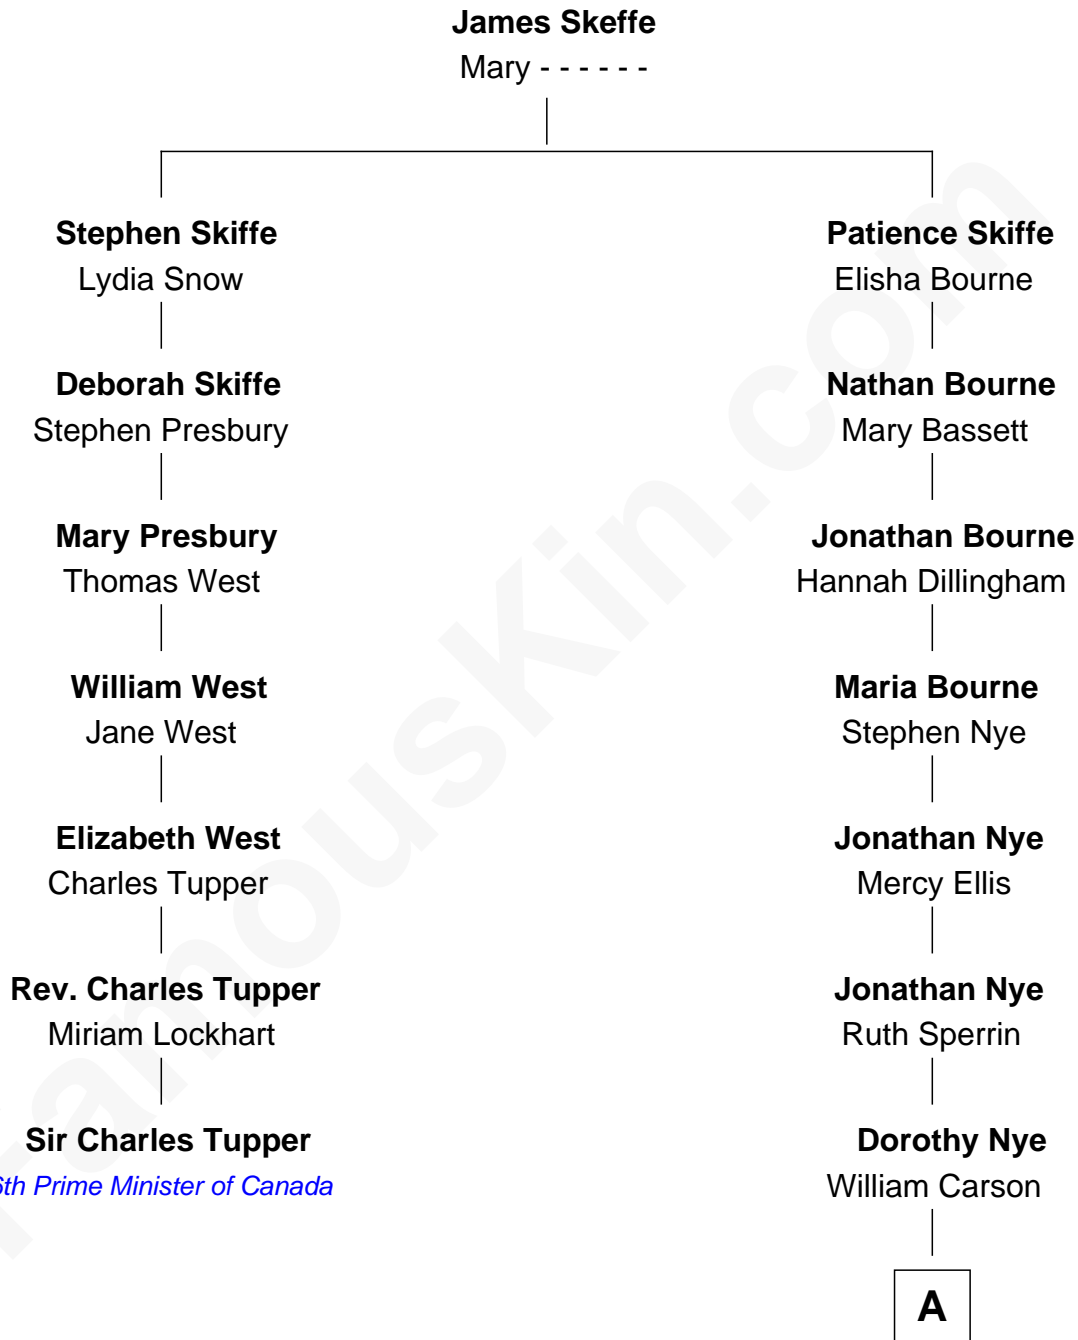 James Skeffe
Mary - - - - - -
Stephen Skiffe
Lydia Snow
Deborah Skiffe
Stephen Presbury
Mary Presbury
Thomas West
William West
Jane West
Elizabeth West
Charles Tupper
Rev. Charles Tupper
Miriam Lockhart
Sir Charles Tupper
6th Prime Minister of Canada
Patience Skiffe
Elisha Bourne
Nathan Bourne
Mary Bassett
Jonathan Bourne
Hannah Dillingham
Maria Bourne
Stephen Nye
Jonathan Nye
Mercy Ellis
Jonathan Nye
Ruth Sperrin
Dorothy Nye
William Carson
A
FamousKin.com